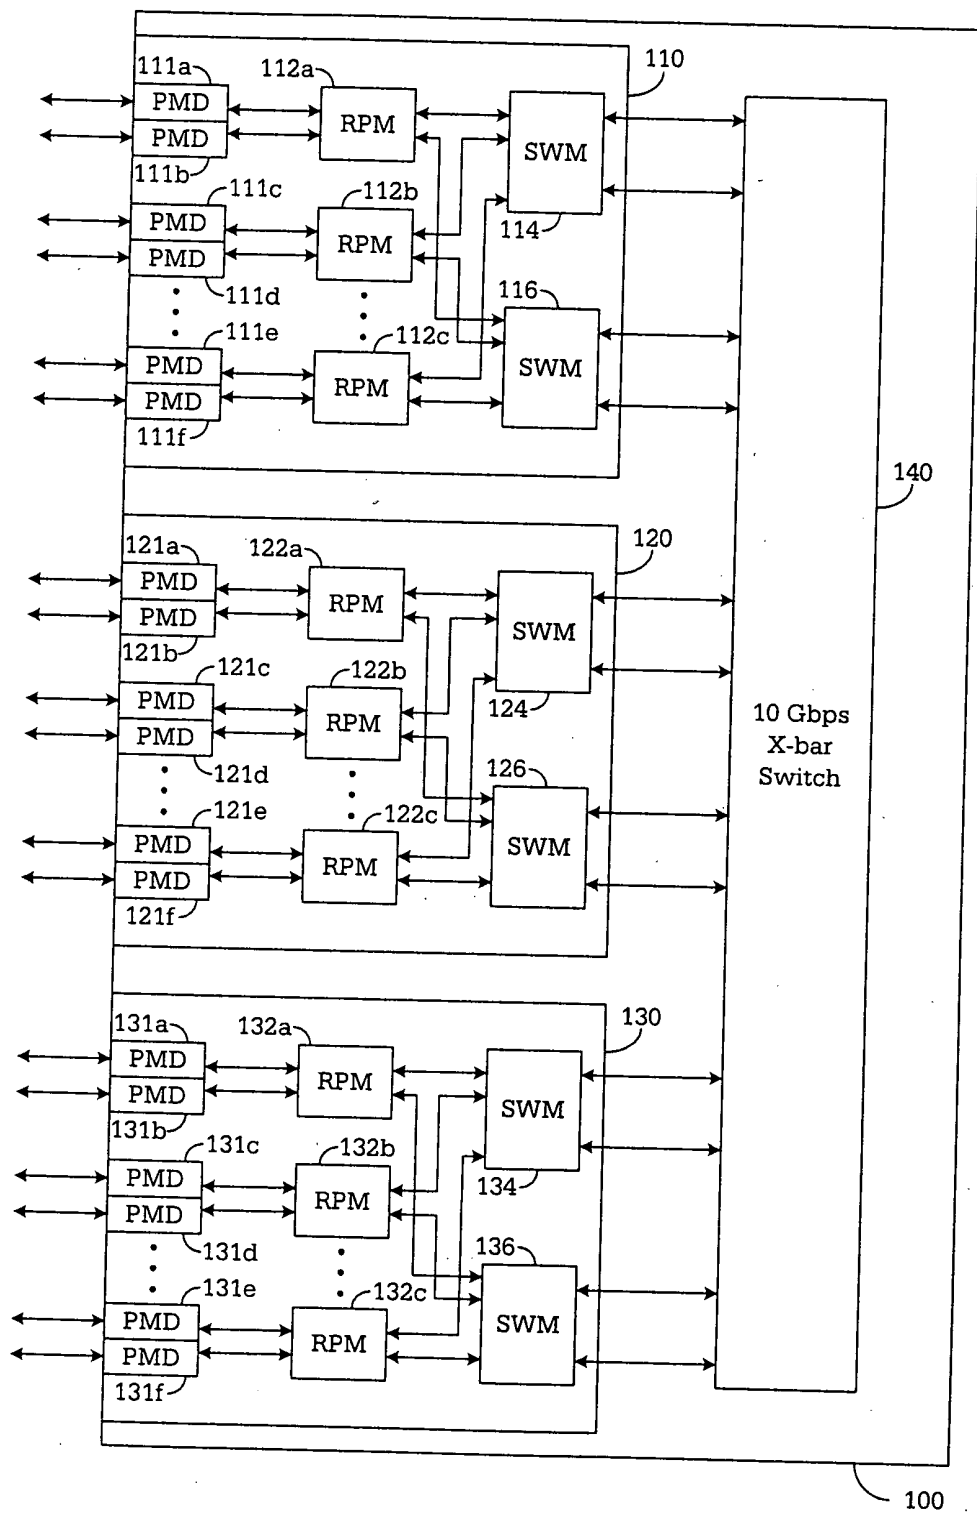 110
111a
112a
PMD
PMD
RPM
SWM
111b
114
111c
112b
PMD
PMD
RPM
111d
116
111e
112c
PMD
PMD
RPM
SWM
111f
140
120
121a
122a
PMD
PMD
RPM
SWM
121b
124
121c
122b
PMD
PMD
RPM
121d
126
121e
122c
PMD
PMD
RPM
SWM
121f
10 Gbps
X-bar
Switch
130
131a
132a
PMD
PMD
RPM
SWM
131b
134
131c
132b
PMD
PMD
RPM
131d
136
131e
132c
PMD
PMD
RPM
SWM
131f
100